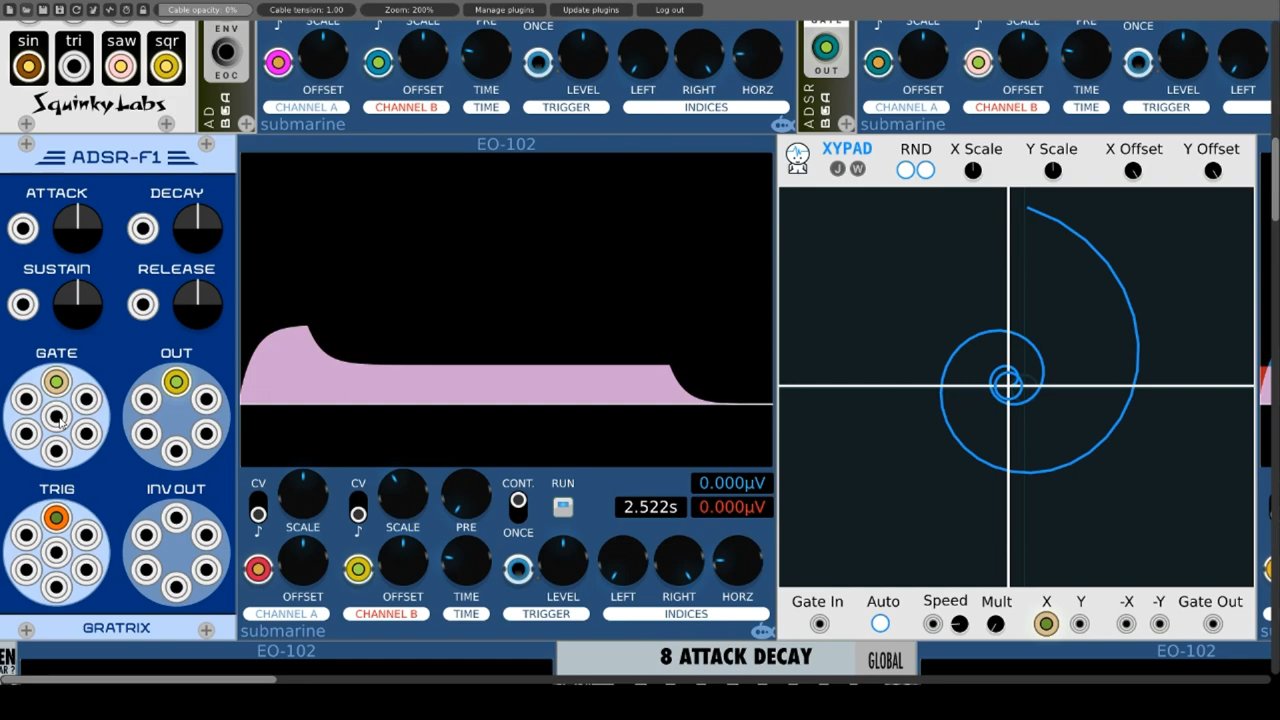 Cable opacity: 0%
Cable tension: 1.00
Zoom: 200%
Manage plugins
Update plugins
Log out
sin
tri
saw
sqr
Squinky Labs
ENV
EOC
AD
BGA
SCALE
SCALE
PRE
ONCE
OFFSET
OFFSET
TIME
LEVEL
LEFT
RIGHT
HORZ
CHANNEL A
CHANNEL B
TIME
TRIGGER
INDICES
submarine
OUT
ADSR
BGA
SCALE
SCALE
PRE
ONCE
OFFSET
OFFSET
TIME
LEVEL
LEFT
CHANNEL A
CHANNEL B
TIME
TRIGGER
submarine
ADSR-F1
ATTACK
DECAY
SUSTAIN
RELEASE
GATE
OUT
TRIG
INV OUT
GRATRIX
EO-102
CV
SCALE
CV
SCALE
PRE
CONT.
ONCE
RUN
2.522s
0.000µV
0.000µV
OFFSET
OFFSET
TIME
LEVEL
LEFT
RIGHT
HORZ
CHANNEL A
CHANNEL B
TIME
TRIGGER
INDICES
submarine
XYPAD
J
W
RND
X Scale
Y Scale
X Offset
Y Offset
Gate In
Auto
Speed
Mult
X
Y
-X
-Y
Gate Out
EO-102
8 ATTACK DECAY
GLOBAL
EO-102